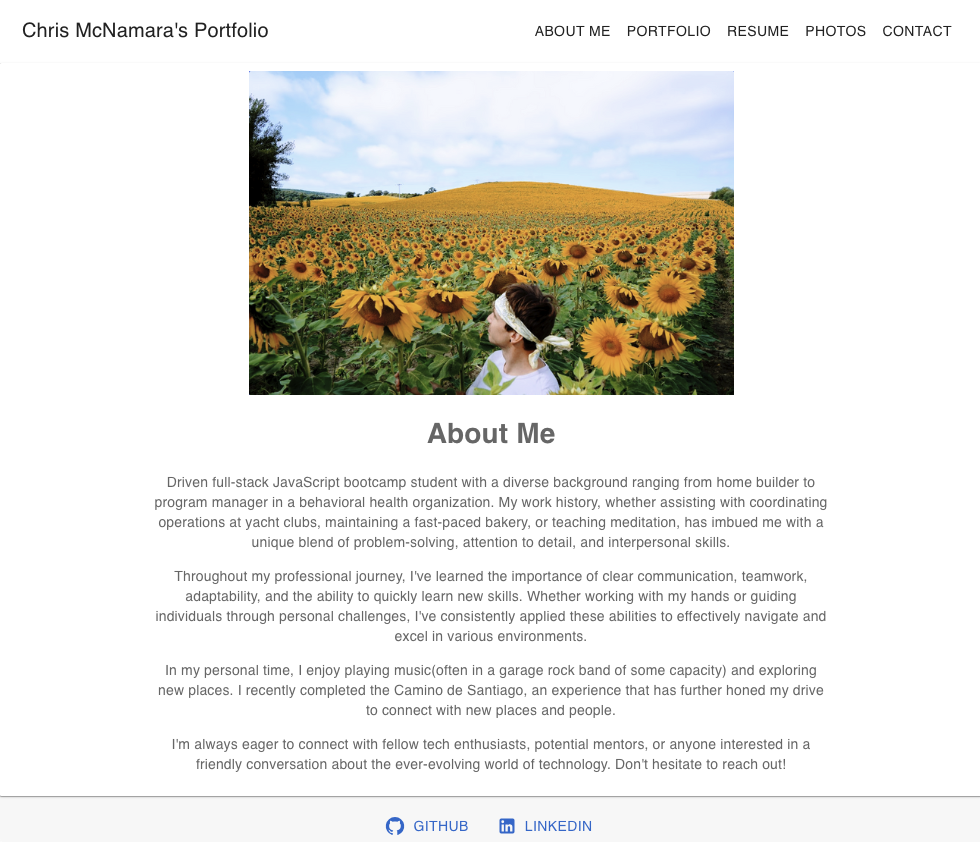 Chris McNamara's Portfolio
ABOUT ME PORTFOLIO RESUME PHOTOS CONTACT
About Me
Driven full-stack JavaScript bootcamp student with a diverse background ranging from home builder to
program manager in a behavioral health organization. My work history, whether assisting with coordinating
operations at yacht clubs, maintaining a fast-paced bakery, or teaching meditation, has imbued me with a
unique blend of problem-solving, attention to detail, and interpersonal skills.
Throughout my professional journey, I've learned the importance of clear communication, teamwork,
adaptability, and the ability to quickly learn new skills. Whether working with my hands or guiding
individuals through personal challenges, I've consistently applied these abilities to effectively navigate and
excel in various environments.
In my personal time, I enjoy playing music(often in a garage rock band of some capacity) and exploring
new places. I recently completed the Camino de Santiago, an experience that has further honed my drive
to connect with new places and people.
I'm always eager to connect with fellow tech enthusiasts, potential mentors, or anyone interested in a
friendly conversation about the ever-evolving world of technology. Don't hesitate to reach out!
GITHUB LINKEDIN